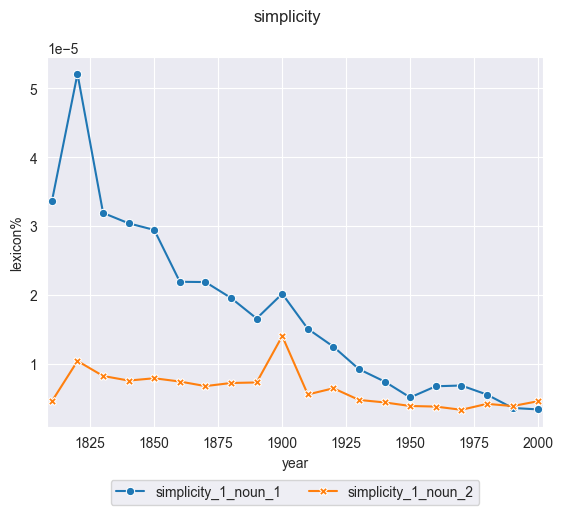 simplicity
1e−5
5
4
3
2
1
lexicon%
1825 1850 1875 1900 1925 1950 1975 2000
year
simplicity_1_noun_1 simplicity_1_noun_2